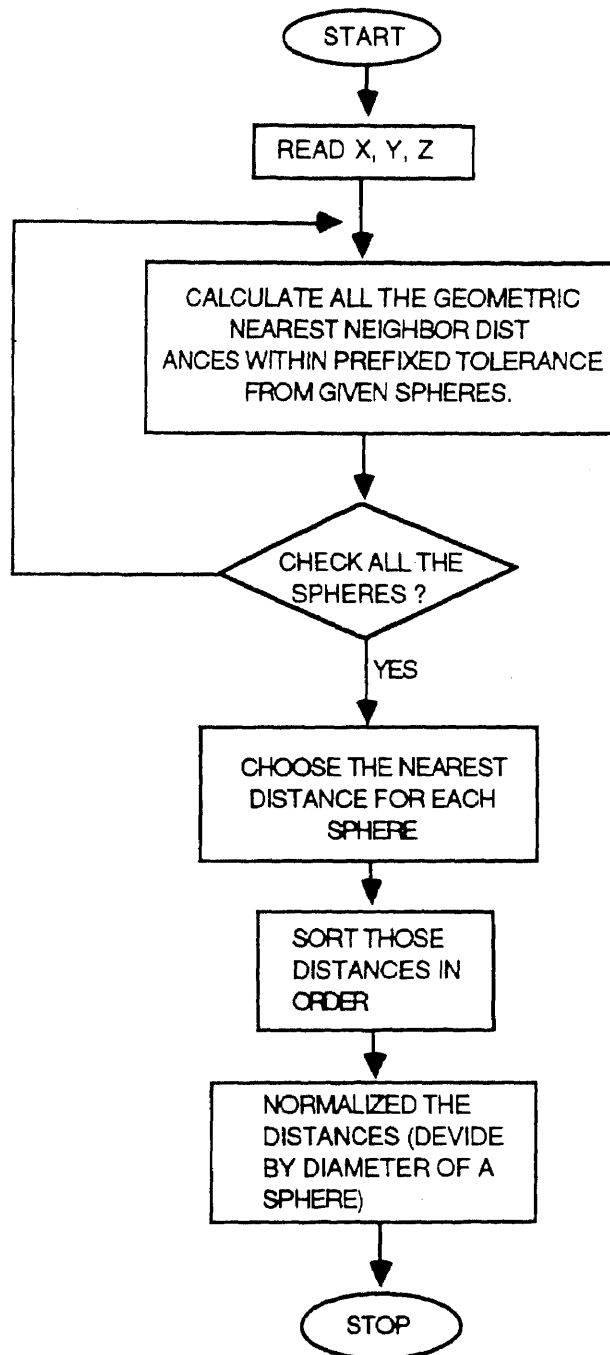 START
READ X, Y, Z
CALCULATE ALL THE GEOMETRIC
NEAREST NEIGHBOR DIST
ANCES WITHIN PREFIXED TOLERANCE
FROM GIVEN SPHERES.
CHECK ALL THE
SPHERES ?
YES
CHOOSE THE NEAREST
DISTANCE FOR EACH
SPHERE
SORT THOSE
DISTANCES IN
ORDER
NORMALIZED THE
DISTANCES (DEVIDE
BY DIAMETER OF A
SPHERE)
STOP